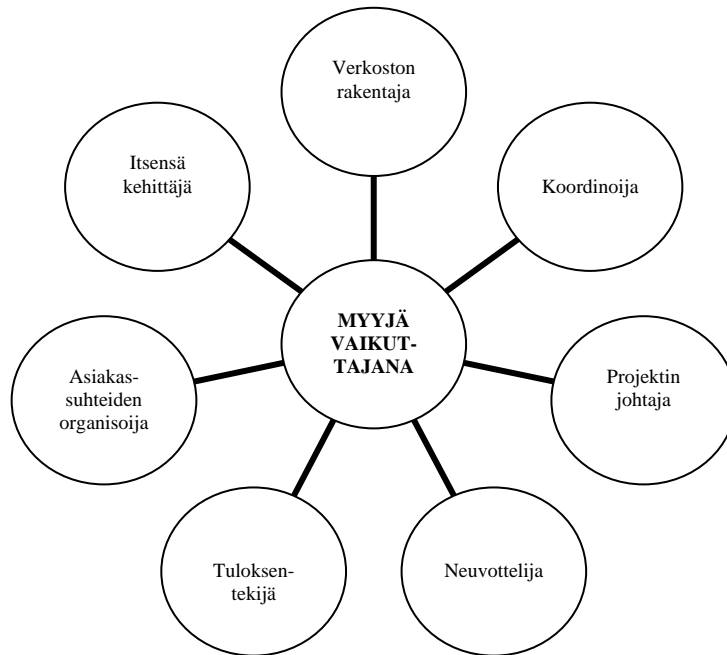 Verkoston
rakentaja
Itsensä
kehittäjä
Koordinoija
MYYJÄ
VAIKUT-
TAJANA
Asiakas-
suhteiden
organisoija
Projektin
johtaja
Tuloksen-
tekijä
Neuvottelija